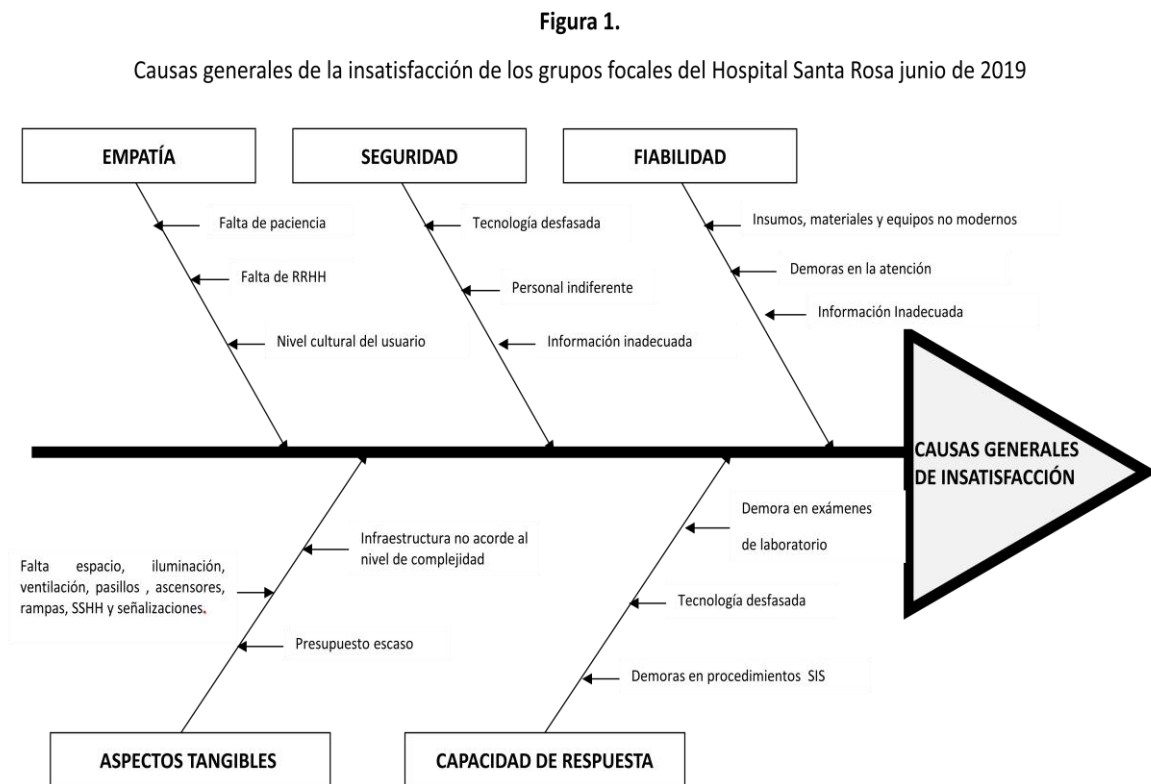 Figura 1.
Causas generales de la insatisfacción de los grupos focales del Hospital Santa Rosa junio de 2019
EMPATÍA
SEGURIDAD
FIABILIDAD
Falta de paciencia
Falta de RRHH
Nivel cultural del usuario
Tecnología desfasada
Personal indiferente
Información inadecuada
Insumos, materiales y equipos no modernos
Demoras en la atención
Información Inadecuada
CAUSAS GENERALES
DE INSATISFACCIÓN
Infraestructura no acorde al
nivel de complejidad
Falta espacio, iluminación,
ventilación, pasillos , ascensores,
rampas, SSHH y señalizaciones.
Presupuesto escaso
Demora en exámenes
de laboratorio
Tecnología desfasada
Demoras en procedimientos SIS
ASPECTOS TANGIBLES
CAPACIDAD DE RESPUESTA